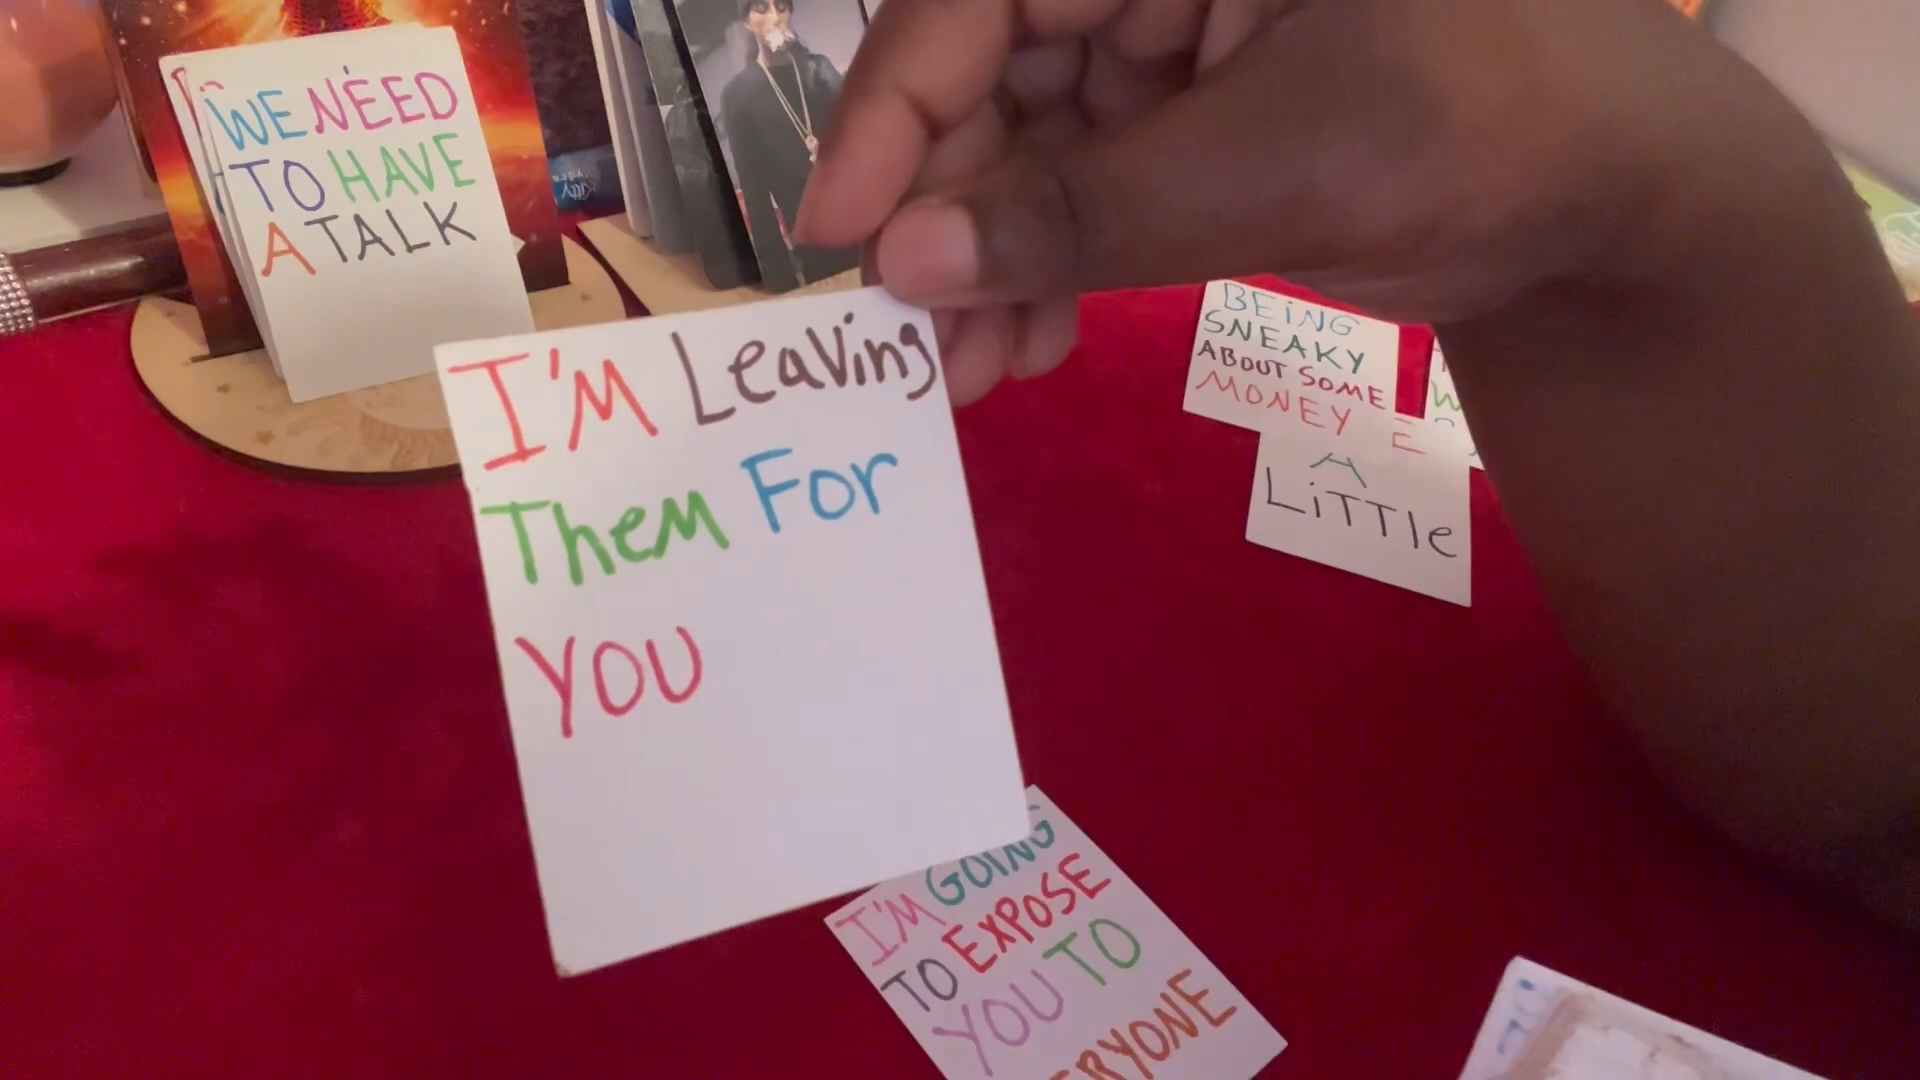 WE NEED
TO HAVE
A TALK
I'M Leaving
Them For
YOU
BEING
SNEAKY
ABOUT SOME
MONEY
A
LiTTle
I'M GOING
TO EXPOSE
YOU TO